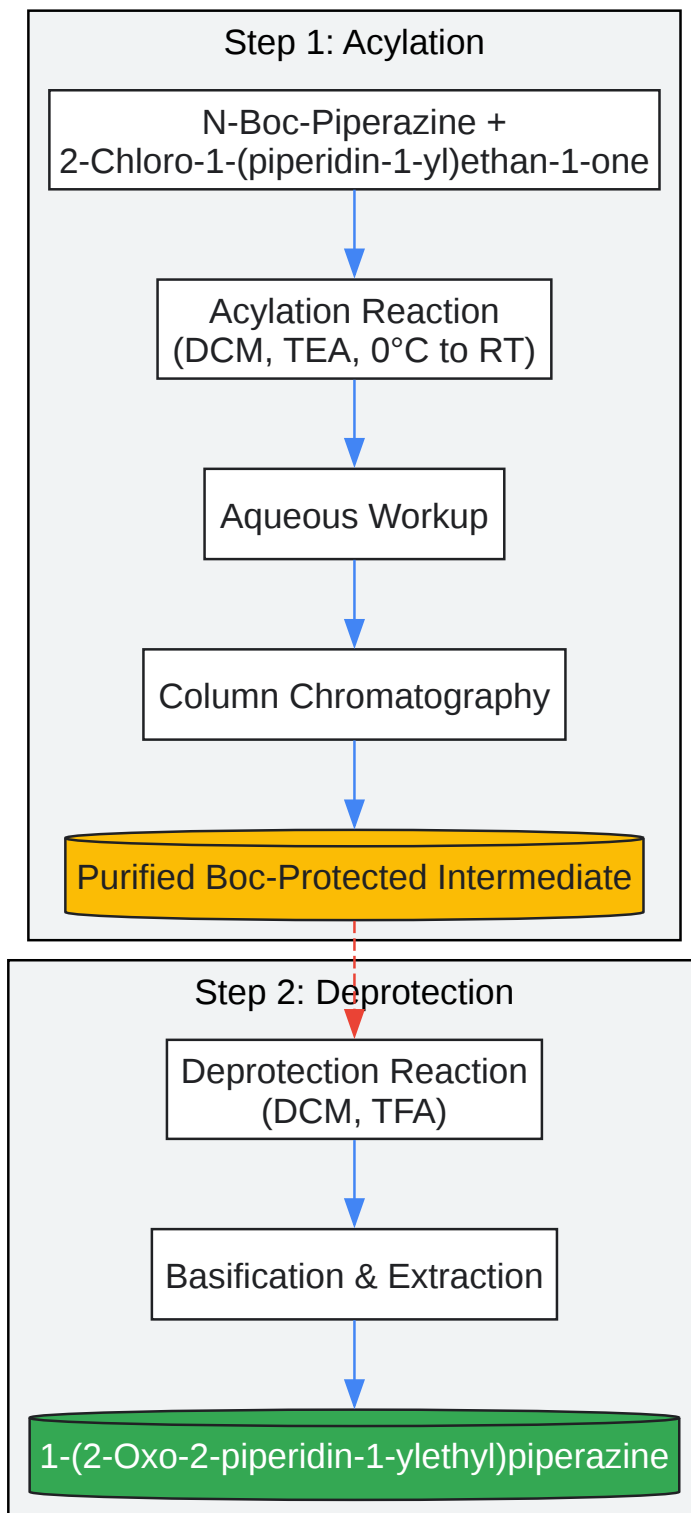 Step 1: Acylation
N-Boc-Piperazine +
2-Chloro-1-(piperidin-1-yl)ethan-1-one
Acylation Reaction
(DCM, TEA, 0°C to RT)
Aqueous Workup
Column Chromatography
Purified Boc-Protected Intermediate
Step 2: Deprotection
Deprotection Reaction
(DCM, TFA)
Basification & Extraction
1-(2-Oxo-2-piperidin-1-ylethyl)piperazine